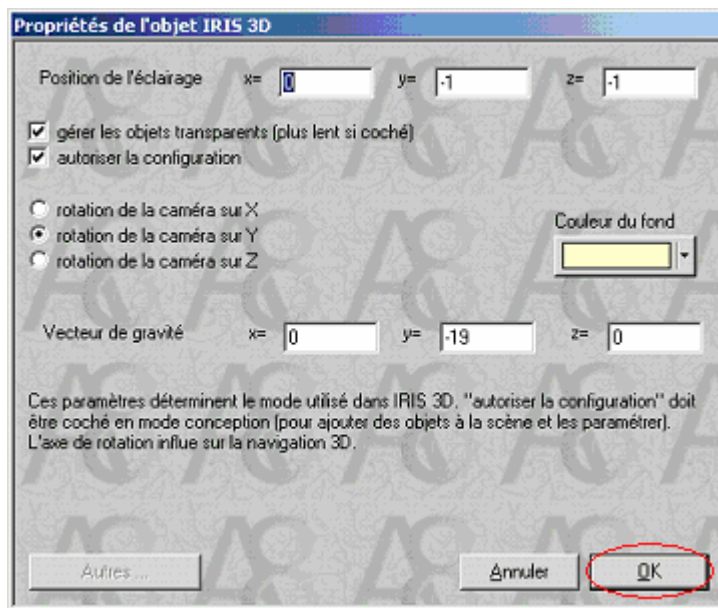 Propriétés de l'objet IRIS 3D
Position de l'éclairage x= 0 y= -1 z= -1
gérer les objets transparents (plus lent si coché)
autoriser la configuration
rotation de la caméra sur X
rotation de la caméra sur Y
rotation de la caméra sur Z
Couleur du fond
Vecteur de gravité x= 0 y= -19 z= 0
Ces paramètres déterminent le mode utilisé dans IRIS 3D. "autoriser la configuration" doit
être coché en mode conception (pour ajouter des objets à la scène et les paramétrer).
L'axe de rotation influe sur la navigation 3D.
Autres ... Annuler OK